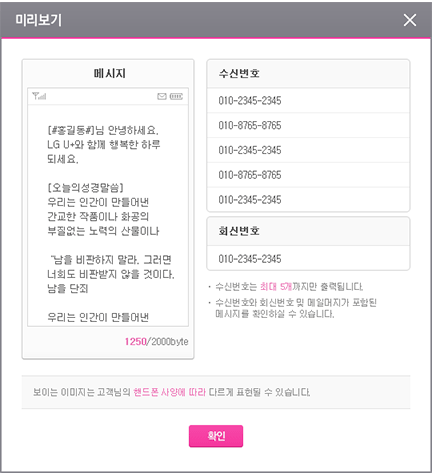 미리보기
메시지
[#홍길동#]님 안녕하세요.
LG U+와 함께 행복한 하루
되세요.
[오늘의성경말씀]
우리는 인간이 만들어낸
간교한 작품이나 화공의
부질없는 노력의 산물이나
"남을 비판하지 말라. 그러면
너희도 비판받지 않을 것이다.
남을 단죄
우리는 인간이 만들어낸
1250/2000byte
수신번호
010-2345-2345
010-8765-8765
010-2345-2345
010-8765-8765
010-2345-2345
회신번호
010-2345-2345
· 수신번호는 최대 5개까지만 출력됩니다.
· 수신번호와 회신번호 및 메일머지가 포함된
메시지를 확인하실 수 있습니다.
보이는 이미지는 고객님의 핸드폰 사양에 따라 다르게 표현될 수 있습니다.
확인